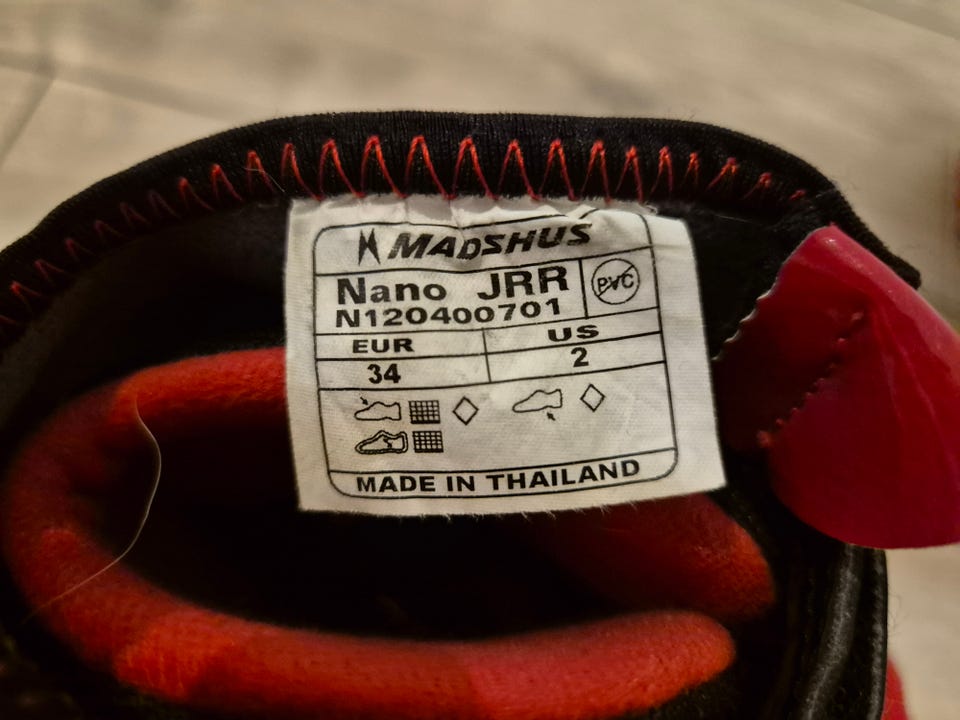 MADSHUS
Nano JRR
PVC
N120400701
EUR US
34 2
MADE IN THAILAND